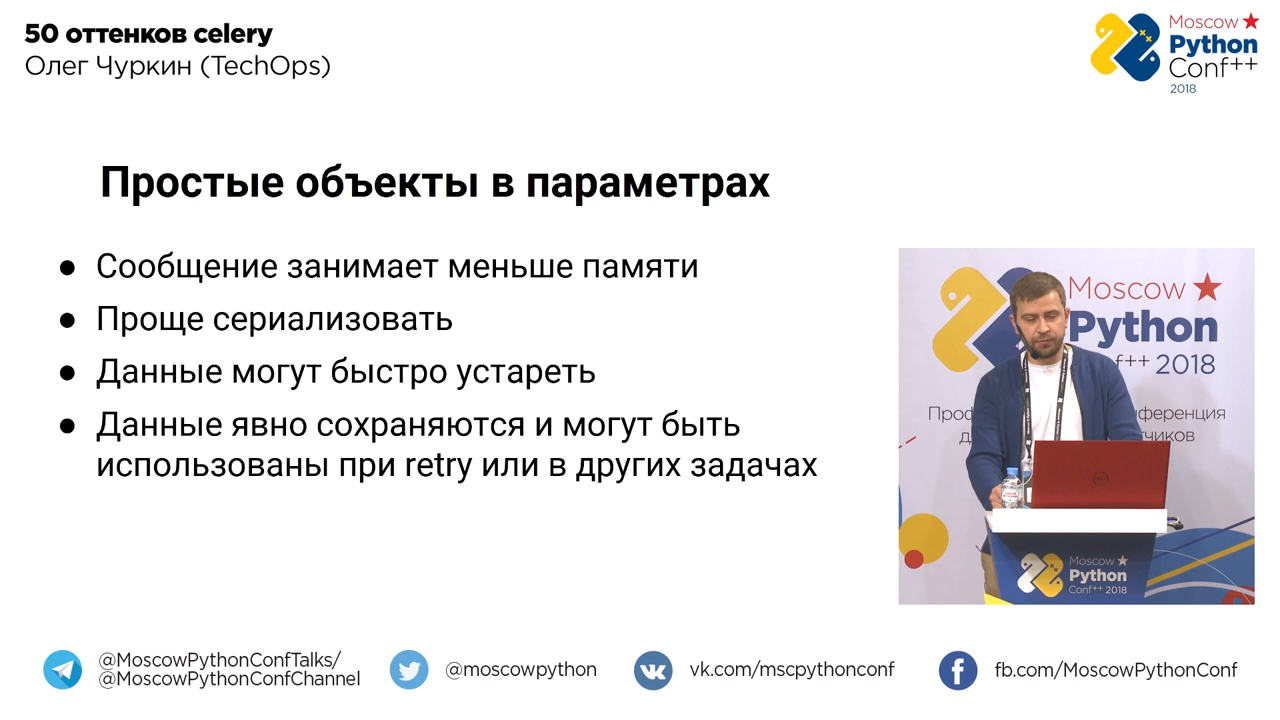 50 оттенков celery
Олег Чуркин (TechOps)
Moscow
Python
Conf++
2018
Простые объекты в параметрах
● Сообщение занимает меньше памяти
● Проще сериализовать
● Данные могут быстро устареть
● Данные явно сохраняются и могут быть
использованы при retry или в других задачах
Moscow
Python
++ 2018
Moscow
Python
Conf++ 2018
@MoscowPythonConfTalks/
@MoscowPythonConfChannel
@moscowpython
vk.com/mscpythonconf
fb.com/MoscowPythonConf